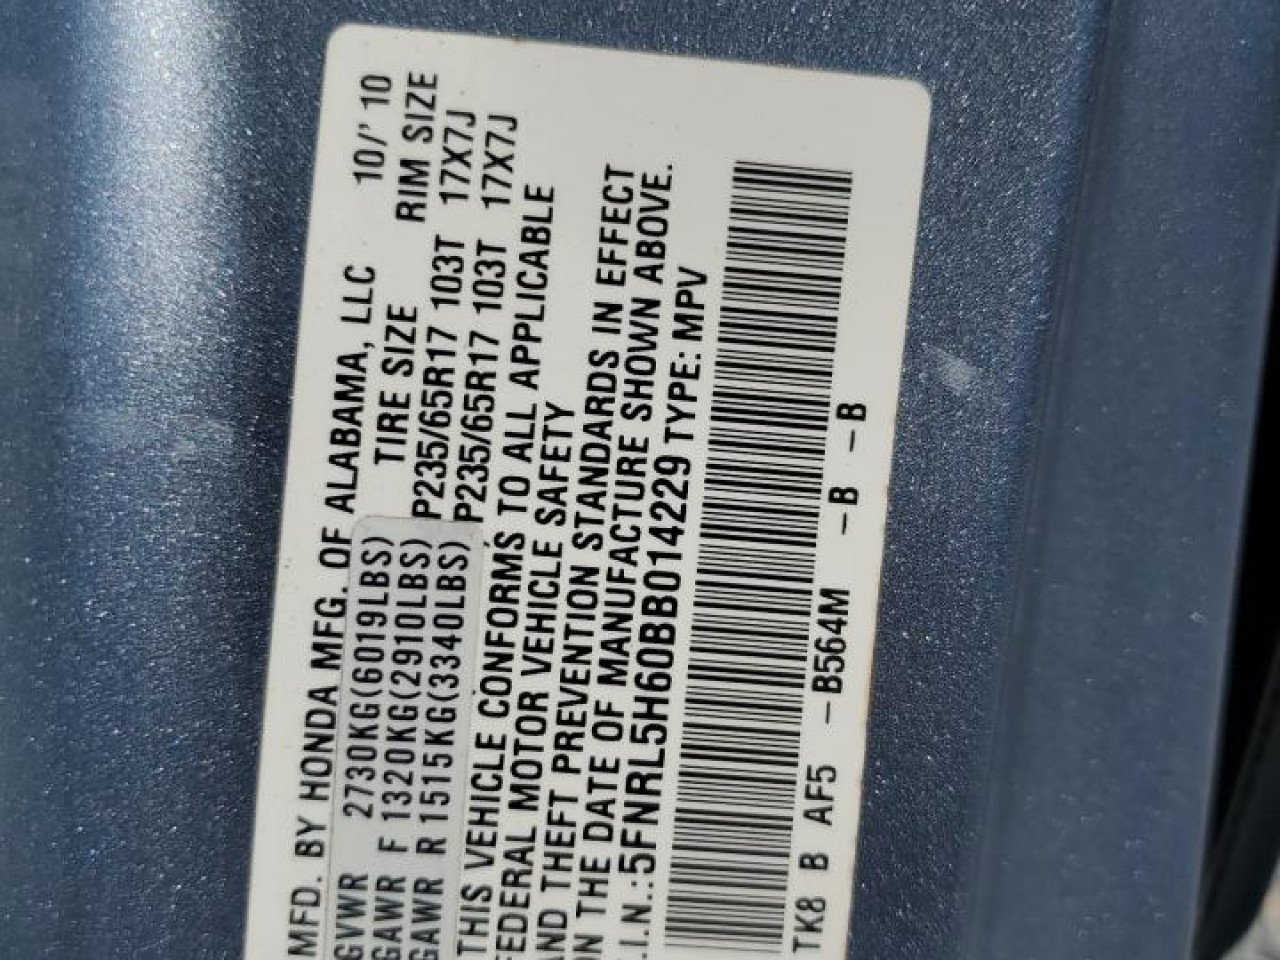 MFD. BY HONDA MFG. OF ALABAMA, LLC 10/'10
GVWR 2730KG(6019LBS) TIRE SIZE RIM SIZE
GAWR F 1320KG(2910LBS) P235/65R17 103T 17X7J
GAWR R 1515KG(3340LBS) P235/65R17 103T 17X7J
THIS VEHICLE CONFORMS TO ALL APPLICABLE
FEDERAL MOTOR VEHICLE SAFETY
AND THEFT PREVENTION STANDARDS IN EFFECT
ON THE DATE OF MANUFACTURE SHOWN ABOVE.
.I.N.:5FNRL5H60BB014229 TYPE: MPV
TK8 B AF5 -B564M -B -B